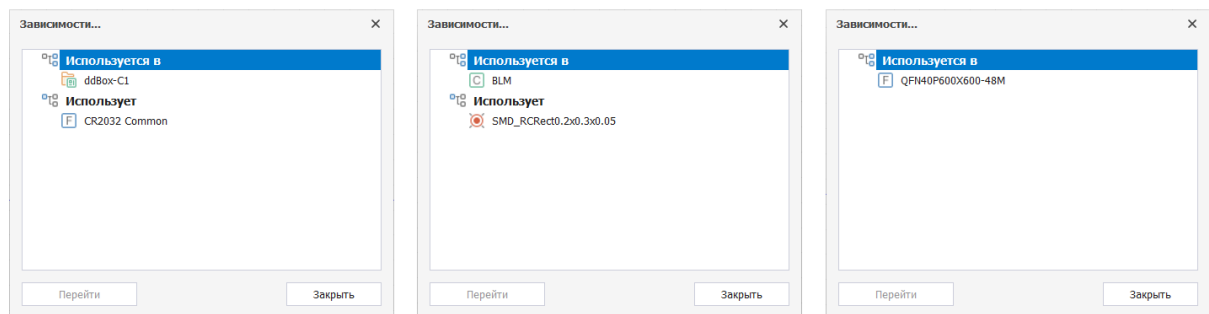 Зависимости...
Используется в
ddBox-C1
Использует
F CR2032 Common
Перейти
Закрыть
Зависимости...
Используется в
C BLM
Использует
SMD_RCRect0.2x0.3x0.05
Перейти
Закрыть
Зависимости...
Используется в
F QFN40P600X600-48M
Перейти
Закрыть